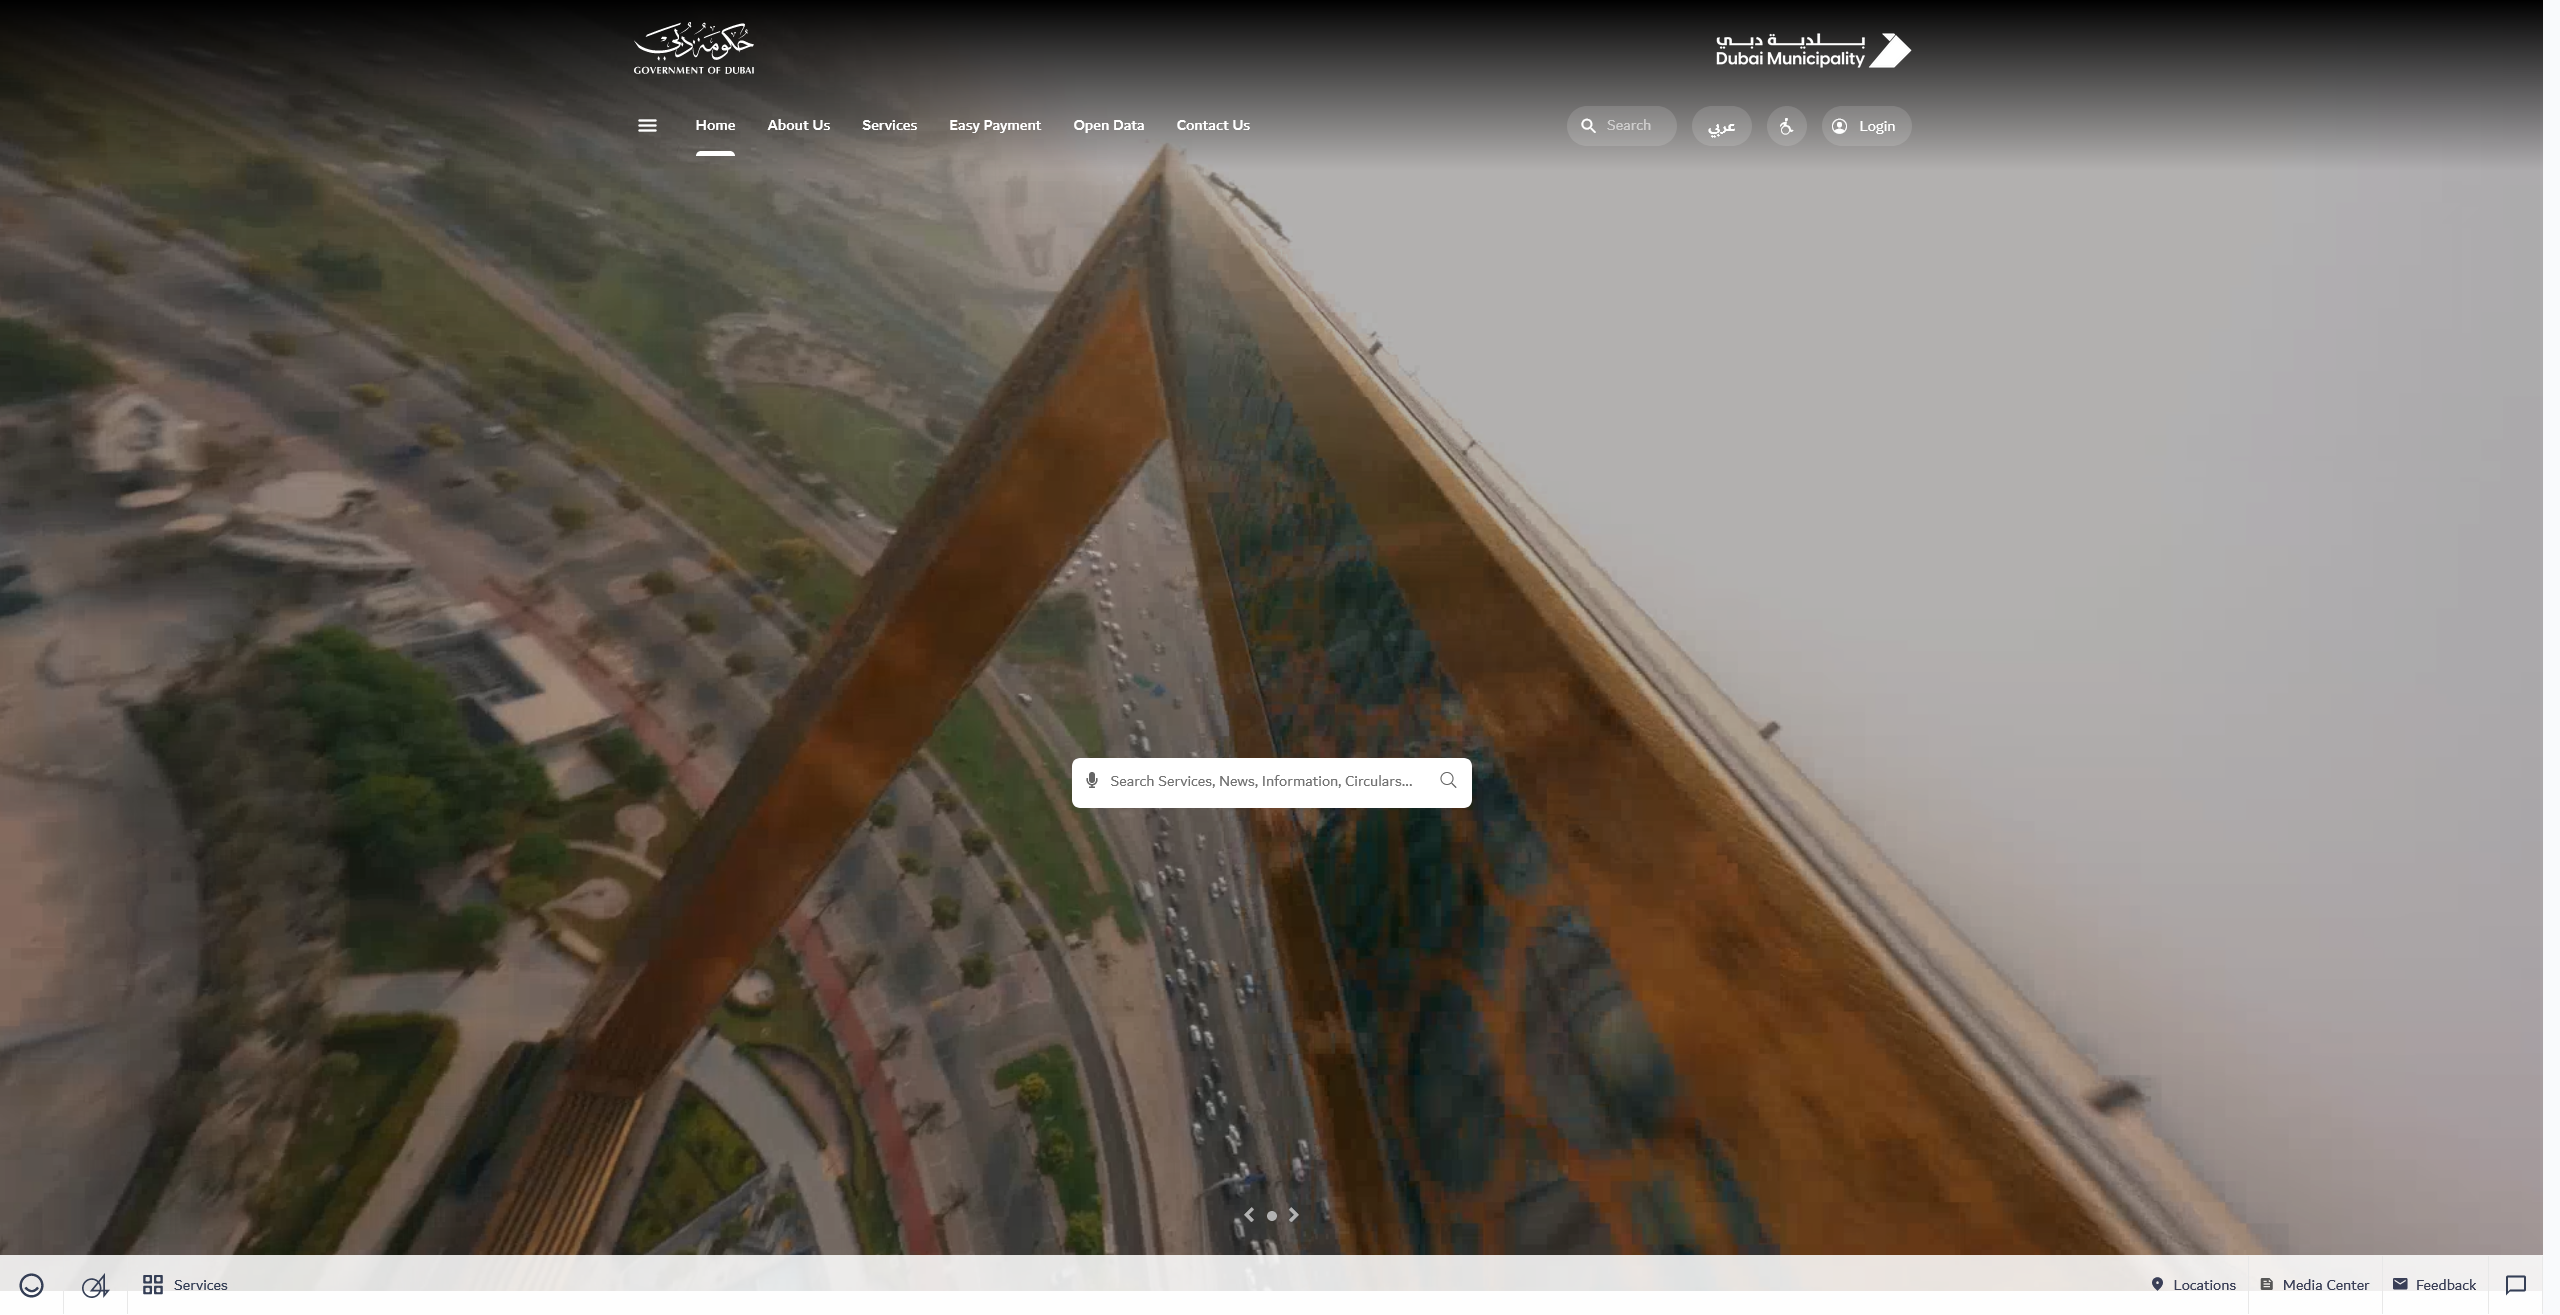 حكومة دبي
GOVERNMENT OF DUBAI
بلدية دبي
Dubai Municipality
Home About Us Services Easy Payment Open Data Contact Us
Search عربي Login
Search Services, News, Information, Circulars...
Services Locations Media Center Feedback